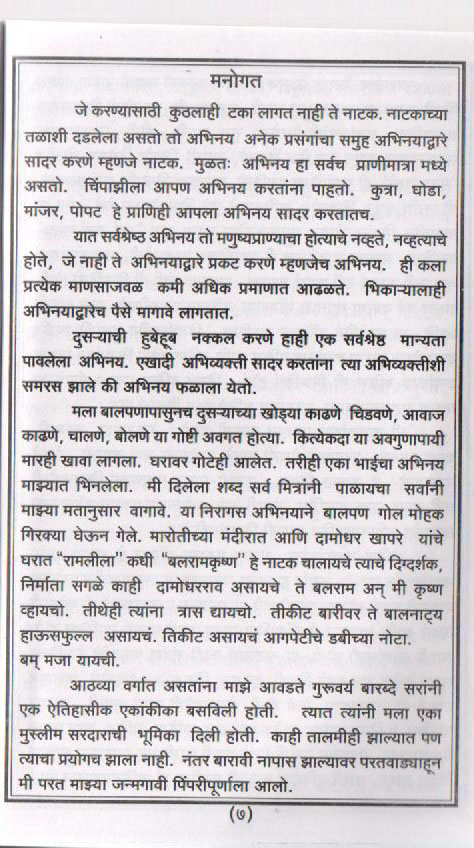 मनोगत
जे करण्यासाठी कुठलाही टका लागत नाही ते नाटक. नाटकाच्या
तळाशी दडलेला असतो तो अभिनय अनेक प्रसंगांचा समुह अभिनयाद्वारे
सादर करणे म्हणजे नाटक. मुळतः अभिनय हा सर्वच प्राणीमात्रा मध्ये
असतो. चिंपाझीला आपण अभिनय करतांना पाहतो. कुत्रा, घोडा,
मांजर, पोपट हे प्राणिही आपला अभिनय सादर करतातच.
यात सर्वश्रेष्ठ अभिनय तो मणुष्यप्राण्याचा होत्याचे नव्हते, नव्हत्याचे
होते, जे नाही ते अभिनयाद्वारे प्रकट करणे म्हणजेच अभिनय. ही कला
प्रत्येक माणसाजवळ कमी अधिक प्रमाणात आढळते. भिकाऱ्यालाही
अभिनयाद्वारेच पैसे मागावे लागतात.
दुसऱ्याची हुबेहूब नक्कल करणे हाही एक सर्वश्रेष्ठ मान्यता
पावलेला अभिनय. एखादी अभिव्यक्ती सादर करतांना त्या अभिव्यक्तीशी
समरस झाले की अभिनय करता येतो.
मला बालपणापासुनच दुसऱ्याच्या खोड्या काढणे चिडवणे, आवाज
काढणे, चालणे, बोलणे या गोष्टी अवगत होत्या. कित्येकदा या अवगुणापायी
मारही खावा लागला. घरावर गोटेही आलेत. तरीही एका भाईचा अभिनय
माझ्यात भिनलेला. मी दिलेला शब्द सर्व मित्रांनी पाळायचा सर्वांनी
माझ्या मतानुसार वागावे. या निरागस अभिनयाने बालपण गोल मोहक
गिरक्या घेऊन गेले. मारोतीच्या मंदीरात आणि दामोधर खापरे यांचे
घरात "रामलीला" कधी "बलरामकृष्ण" हे नाटक चालायचे त्याचे दिग्दर्शक,
निर्माता सगळे काही दामोधरराव असायचे ते बलराम अन् मी कृष्ण
व्हायचो. तीथेही त्यांना त्रास द्यायचो. तीकीट बारीवर ते बालनाट्य
हाऊसफुल्ल असायचं. तिकीट असायचं आगपेटीचे डबीच्या नोटा.
बम् मजा यायची.
आठव्या वर्गात असतांना माझे आवडते गुरूवर्य बारब्दे सरांनी
एक ऐतिहासीक एकांकीका बसविली होती. त्यात त्यांनी मला एका
मुस्लीम सरदाराची भूमिका दिली होती. काही तालमीही झाल्यात पण
त्याचा प्रयोगच झाला नाही. नंतर बारावी नापास झाल्यावर परतवाड्याहून
मी परत माझ्या जन्मगावी पिंपरीपूर्णाला आलो.
(७)